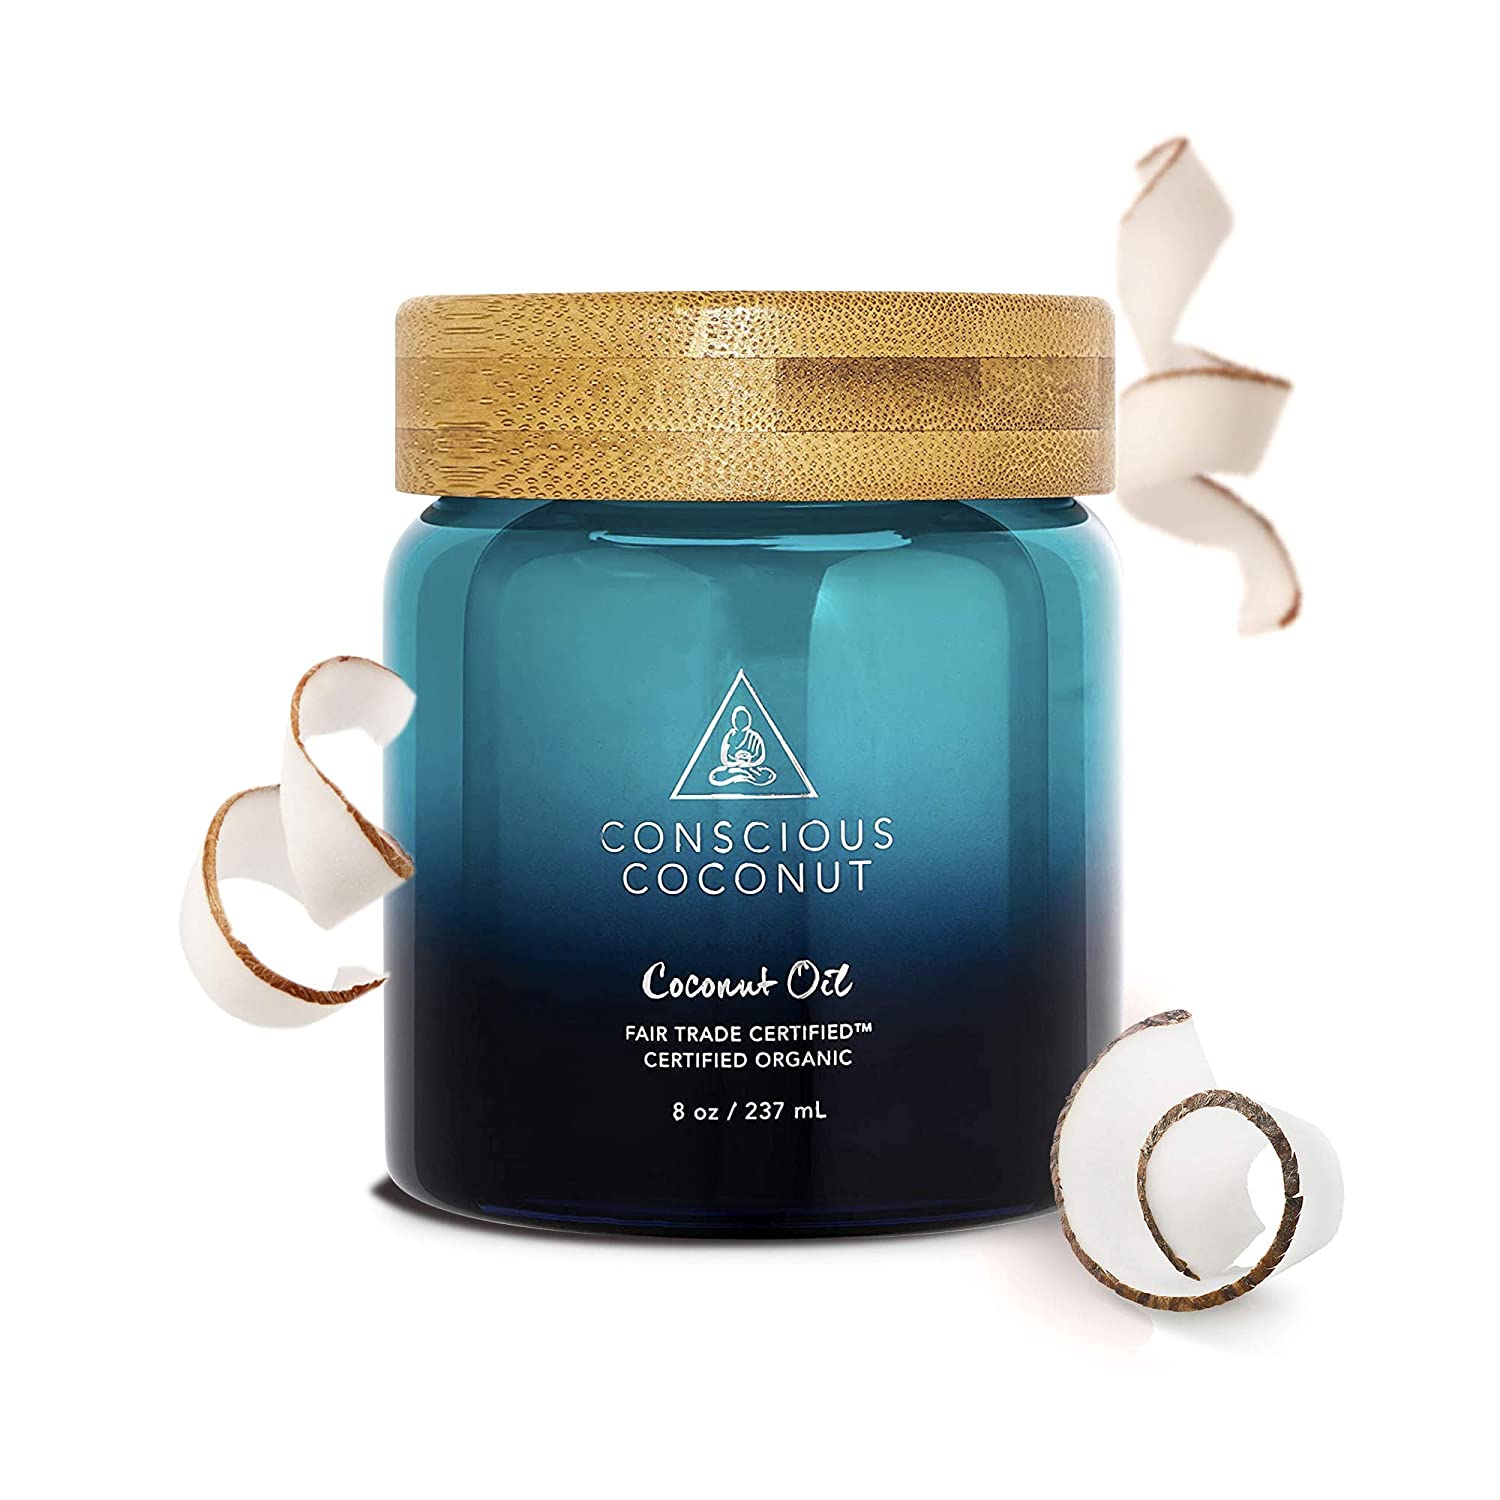 CONSCIOUS
COCONUT
Coconut Oil
FAIR TRADE CERTIFIED™
CERTIFIED ORGANIC
8 oz / 237 mL